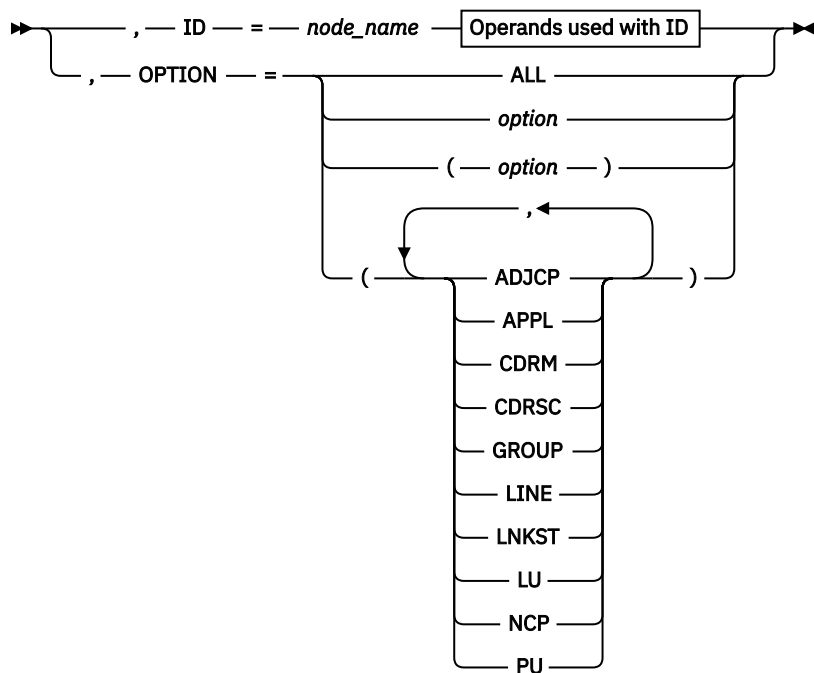 , ID = node_name Operands used with ID
, OPTION = ALL
option
( option )
,
( ADJCP )
APPL
CDRM
CDRSC
GROUP
LINE
LNKST
LU
NCP
PU